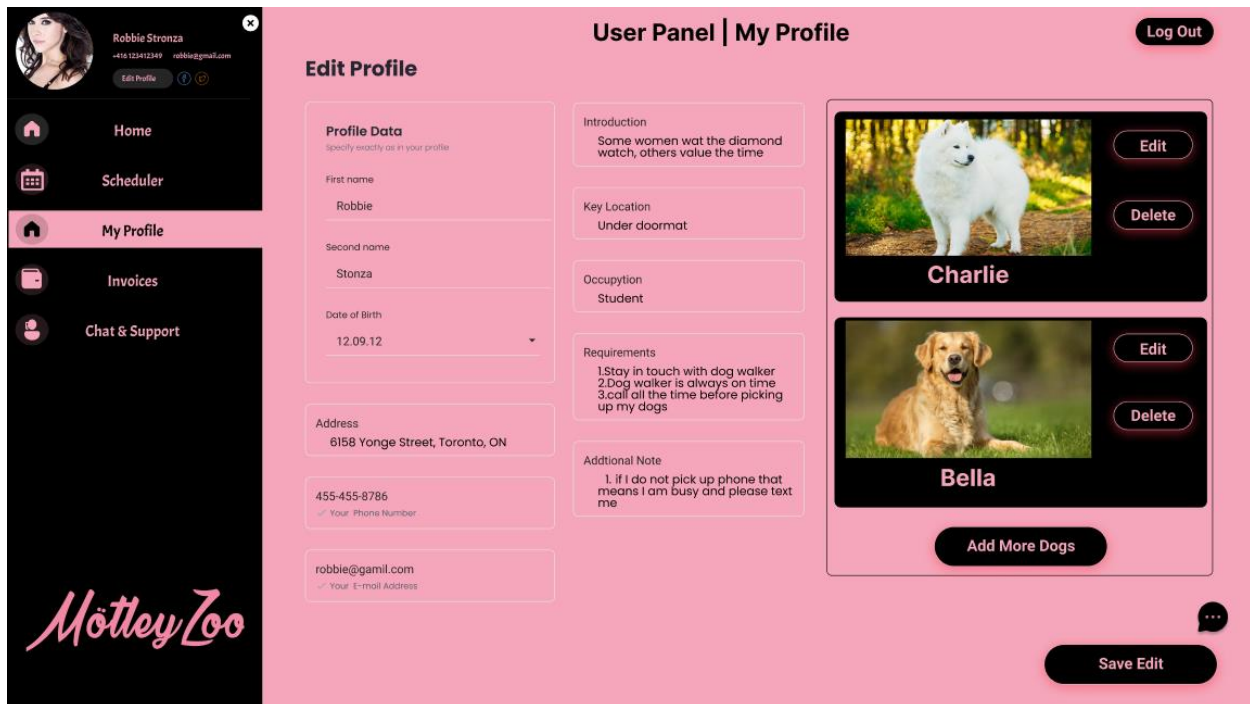 Robbie Stronza
+416 123412349 robbie@gmail.com
Edit Profile
Home
Scheduler
My Profile
Invoices
Chat & Support
Mötley Zoo
User Panel | My Profile
Log Out
Edit Profile
Profile Data
Specify exactly as in your profile
First name
Robbie
Second name
Stonza
Date of Birth
12.09.12
Address
6158 Yonge Street, Toronto, ON
455-455-8786
Your Phone Number
robbie@gamil.com
Your E-mail Address
Introduction
Some women wat the diamond
watch, others value the time
Key Location
Under doormat
Occupytion
Student
Requirements
1.Stay in touch with dog walker
2.Dog walker is always on time
3.call all the time before picking
up my dogs
Addtional Note
1. if I do not pick up phone that
means I am busy and please text
me
Edit
Delete
Charlie
Edit
Delete
Bella
Add More Dogs
Save Edit